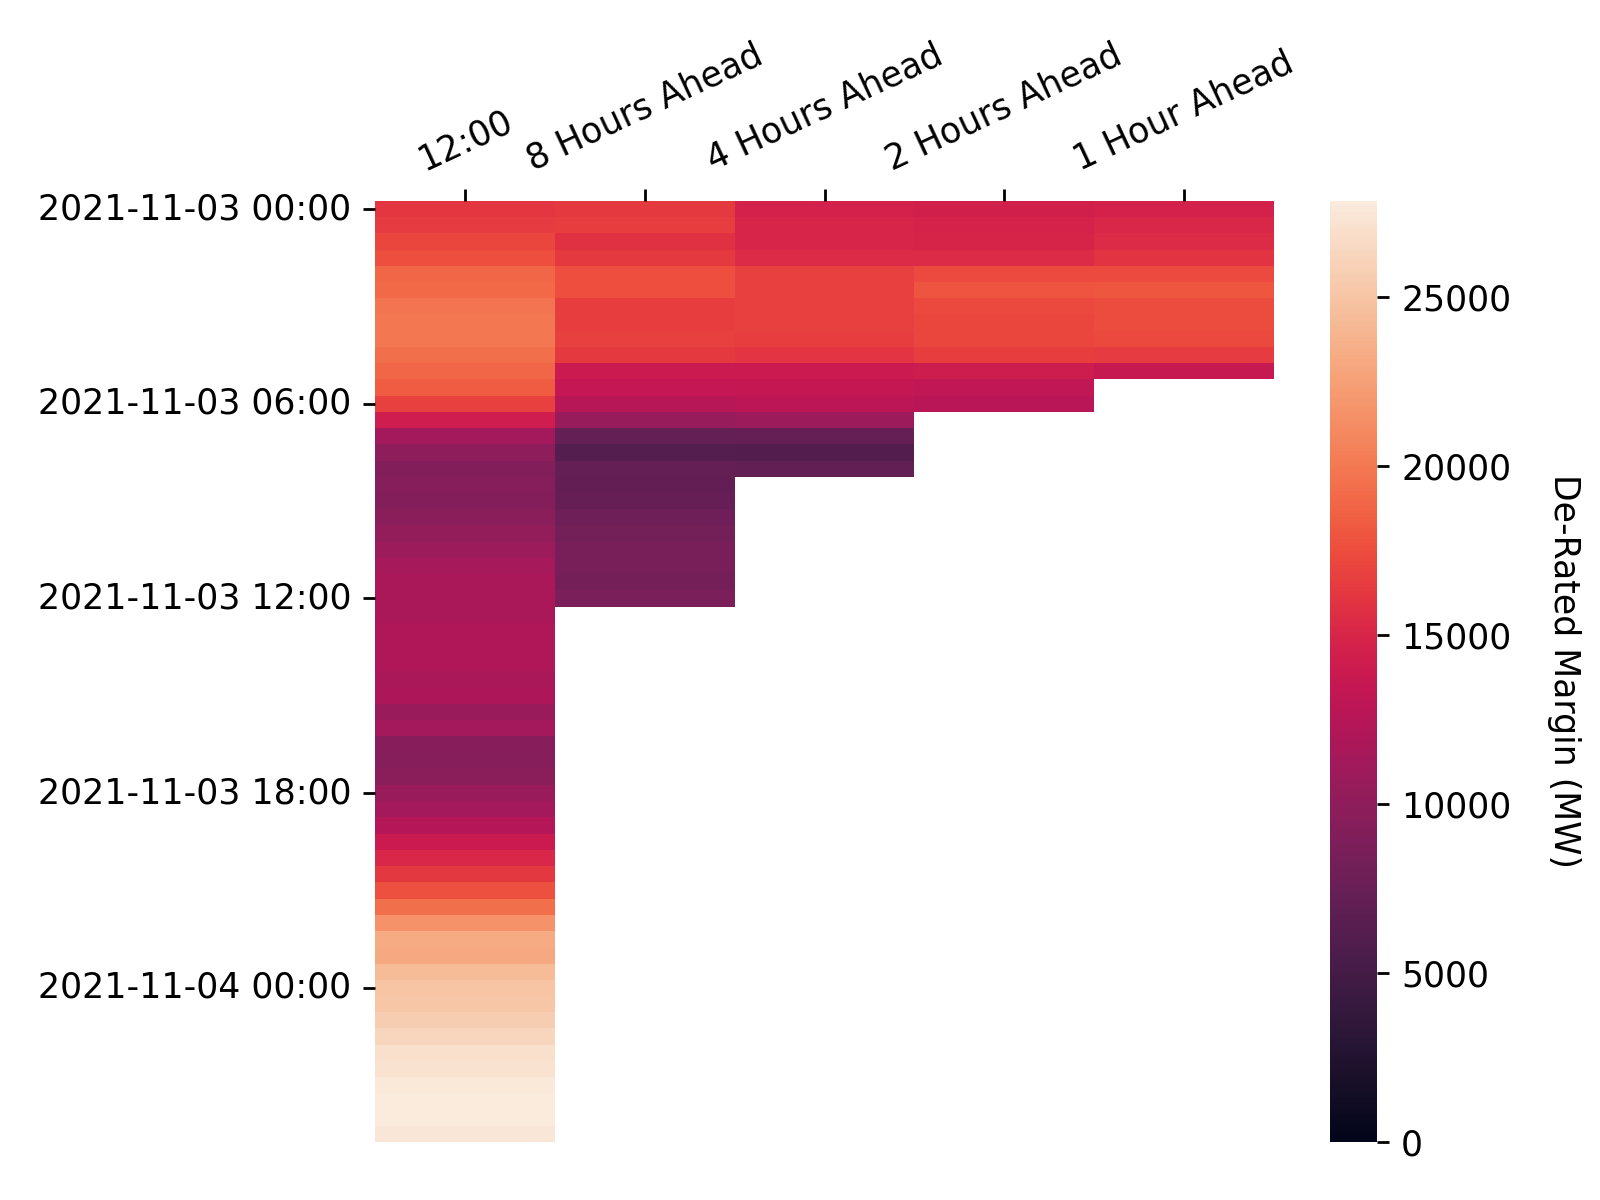 12:00
8 Hours Ahead
4 Hours Ahead
2 Hours Ahead
1 Hour Ahead
2021-11-03 00:00
2021-11-03 06:00
2021-11-03 12:00
2021-11-03 18:00
2021-11-04 00:00
25000
20000
15000
10000
5000
0
De-Rated Margin (MW)